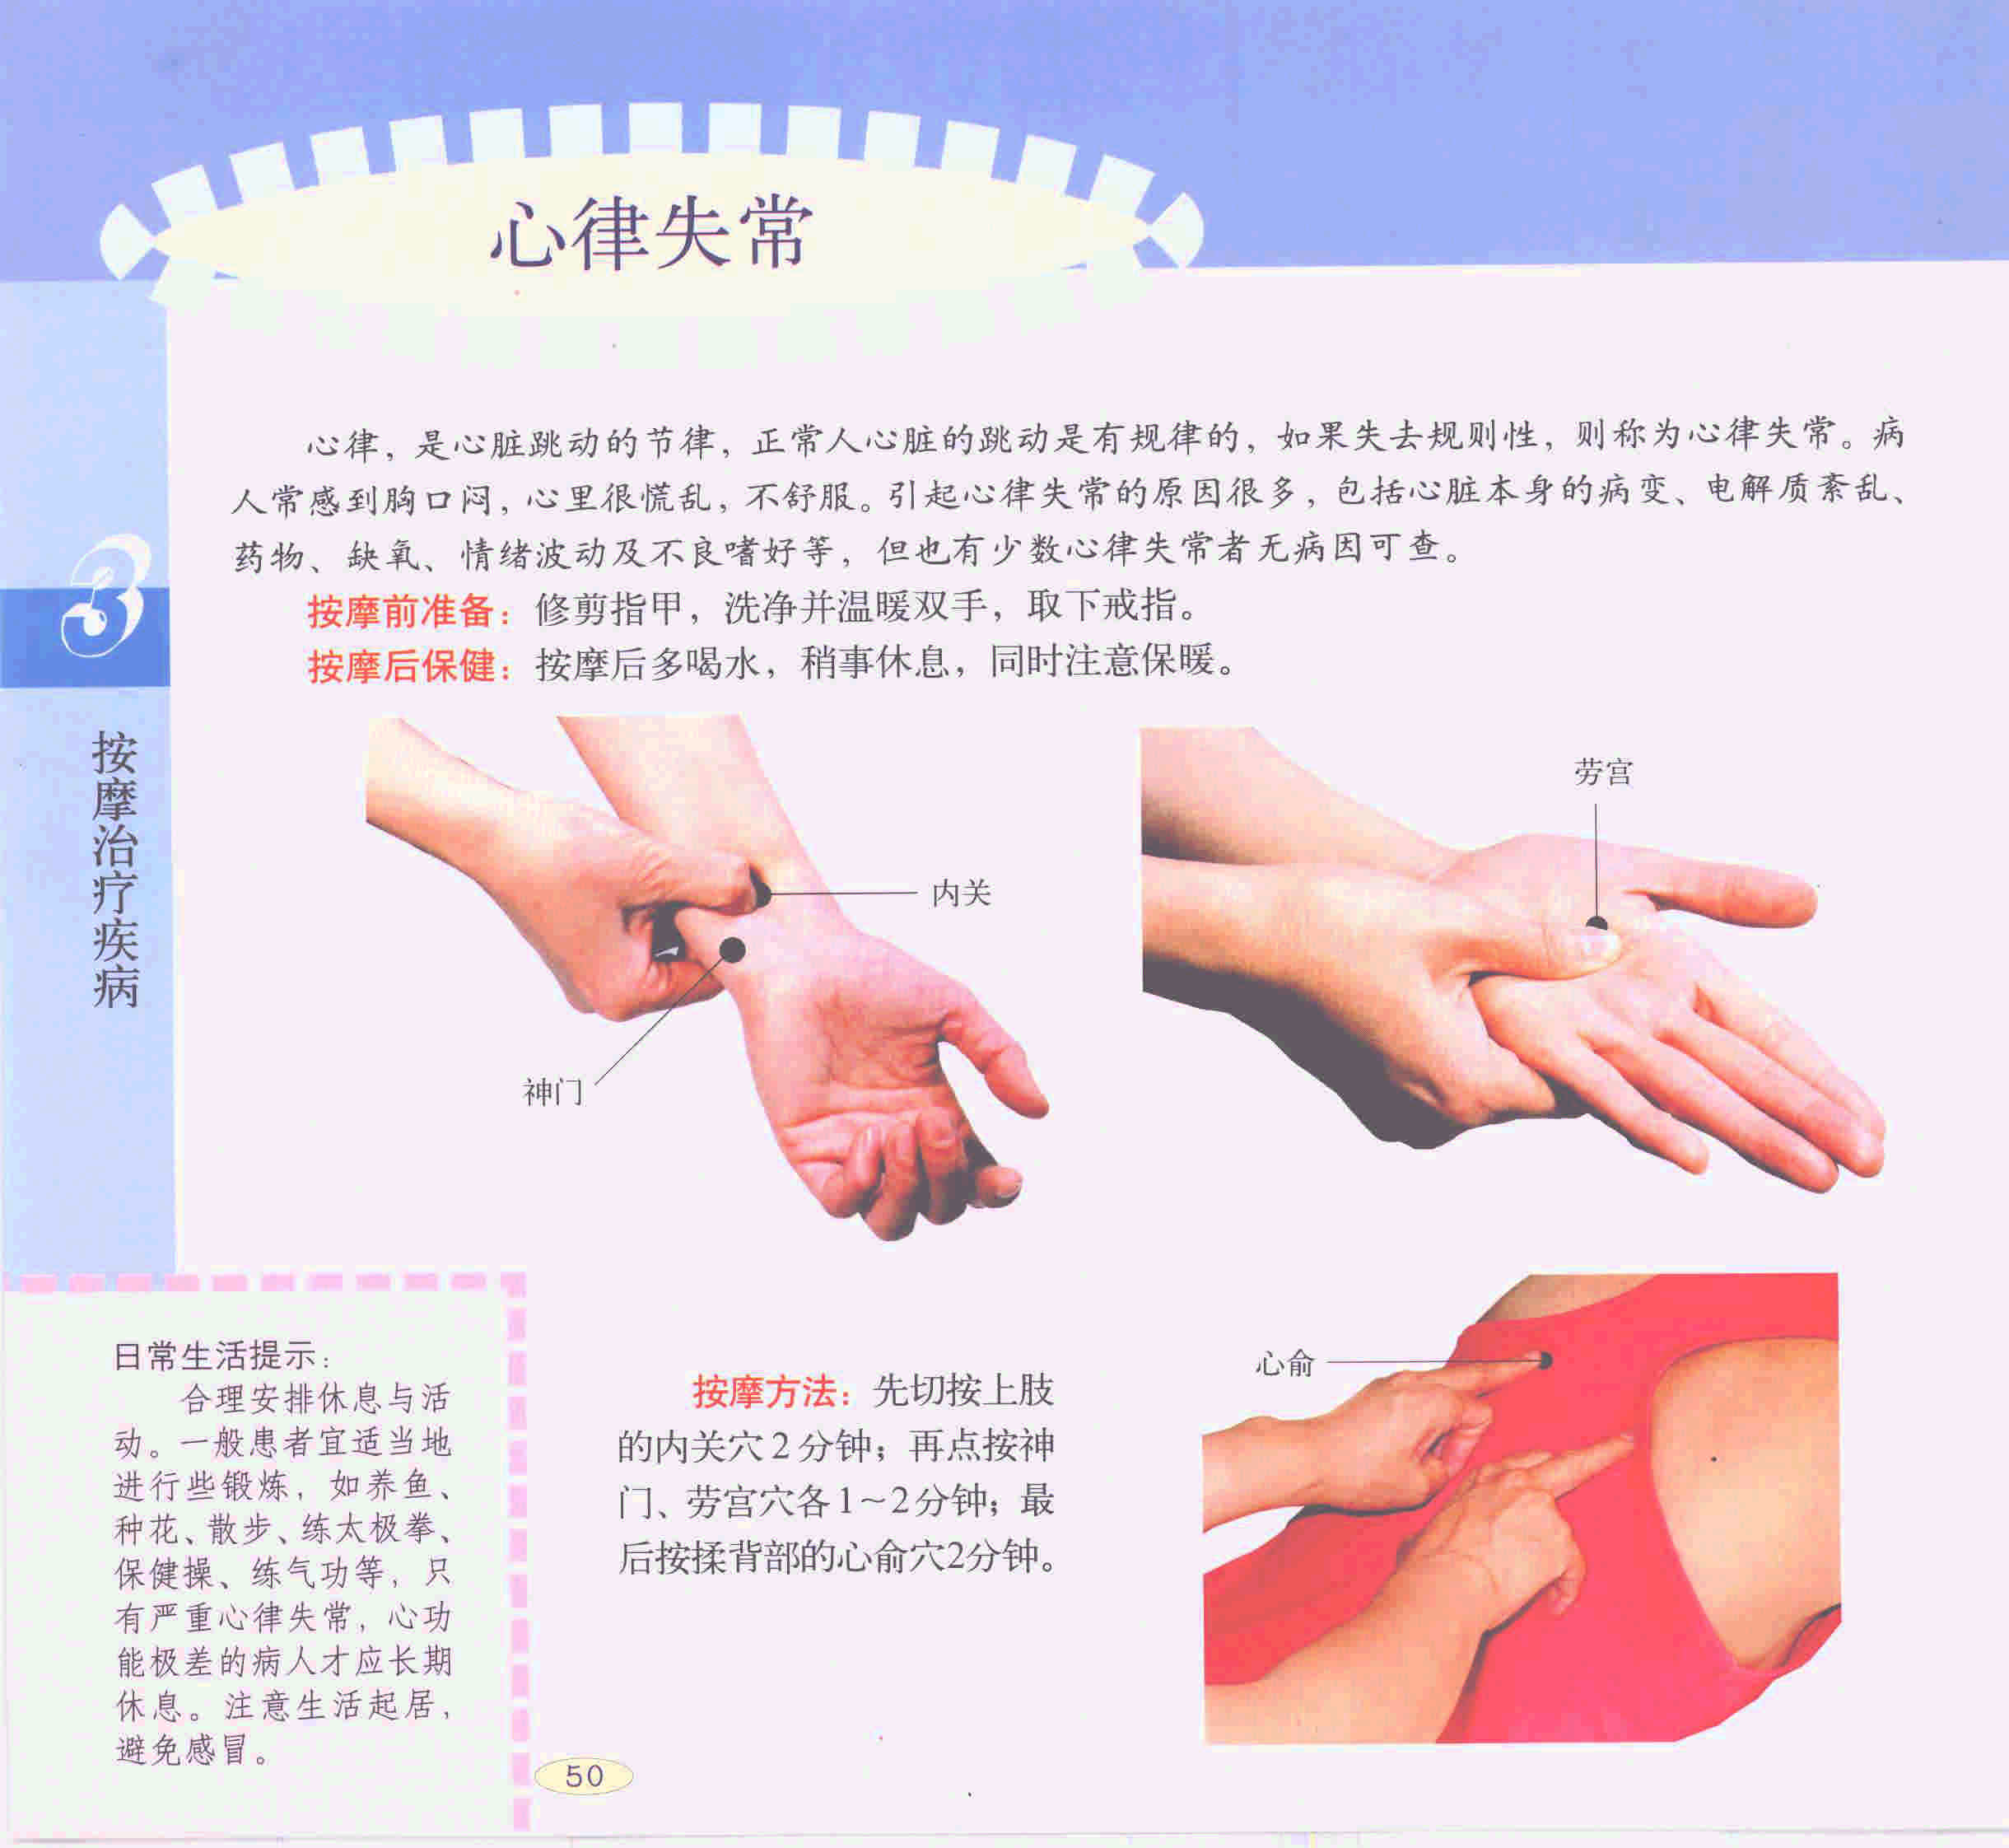 心律失常
心律，是心脏跳动的节律，正常人心脏的跳动是有规律的，如果失去规则性，则称为心律失常。病
人常感到胸口闷，心里很慌乱，不舒服。引起心律失常的原因很多，包括心脏本身的病变、电解质紊乱、
药物、缺氧、情绪波动及不良嗜好等，但也有少数心律失常者无病因可查。
按摩前准备：修剪指甲，洗净并温暖双手，取下戒指。
按摩后保健：按摩后多喝水，稍事休息，同时注意保暖。
3
按摩治疗疾病
内关
神门
劳宫
心俞
按摩方法：先切按上肢
的内关穴2分钟；再点按神
门、劳宫穴各1～2分钟；最
后按揉背部的心俞穴2分钟。
日常生活提示：
合理安排休息与活
动。一般患者宜适当地
进行些锻炼，如养鱼、
种花、散步、练太极拳、
保健操、练气功等，只
有严重心律失常，心功
能极差的病人才应长期
休息。注意生活起居，
避免感冒。
50